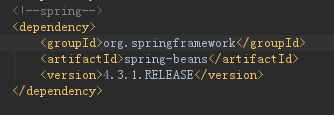 <!--spring-->
<dependency>
    <groupId>org.springframework</groupId>
    <artifactId>spring-beans</artifactId>
    <version>4.3.1.RELEASE</version>
</dependency>